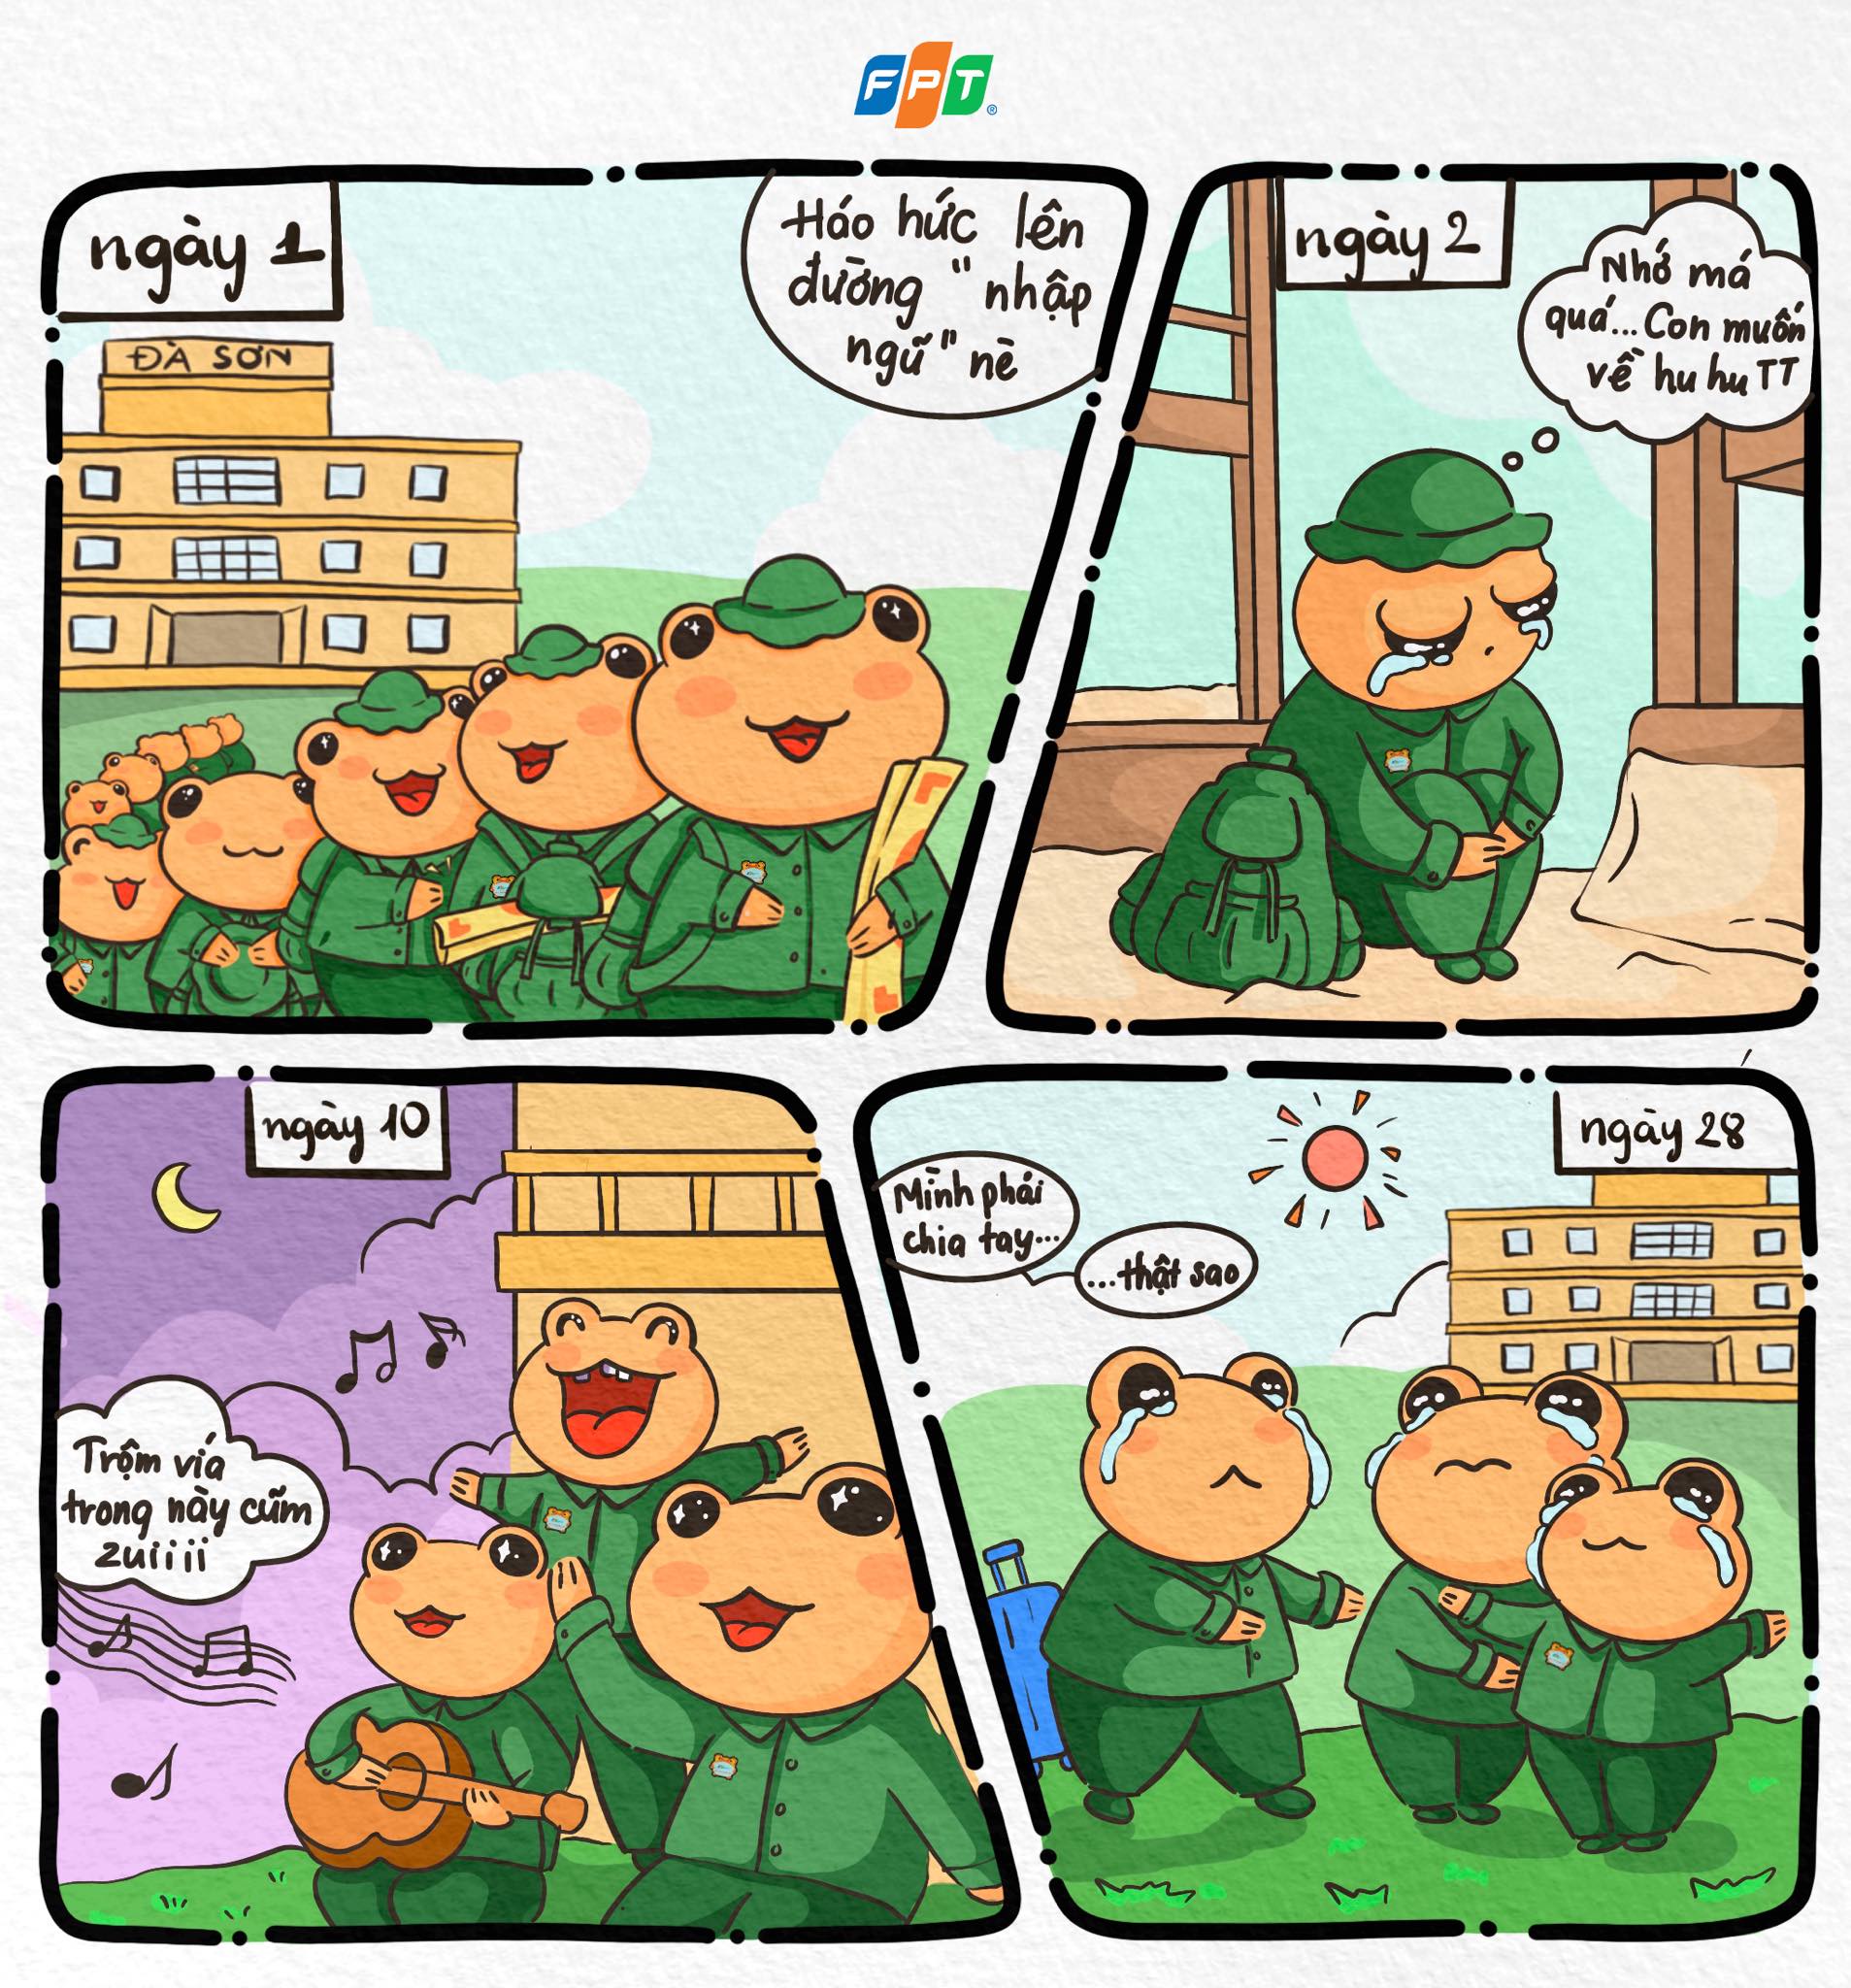 FPT®
ngày 1
Háo hức lên
đường "nhập
ngũ" nè
ĐÀ SƠN
ngày 2
Nhớ má
quá...Con muốn
về hu hu TT
ngày 10
Trộm vía
trong này cũm
zuiiii
ngày 28
Mình phải
chia tay...
...thật sao